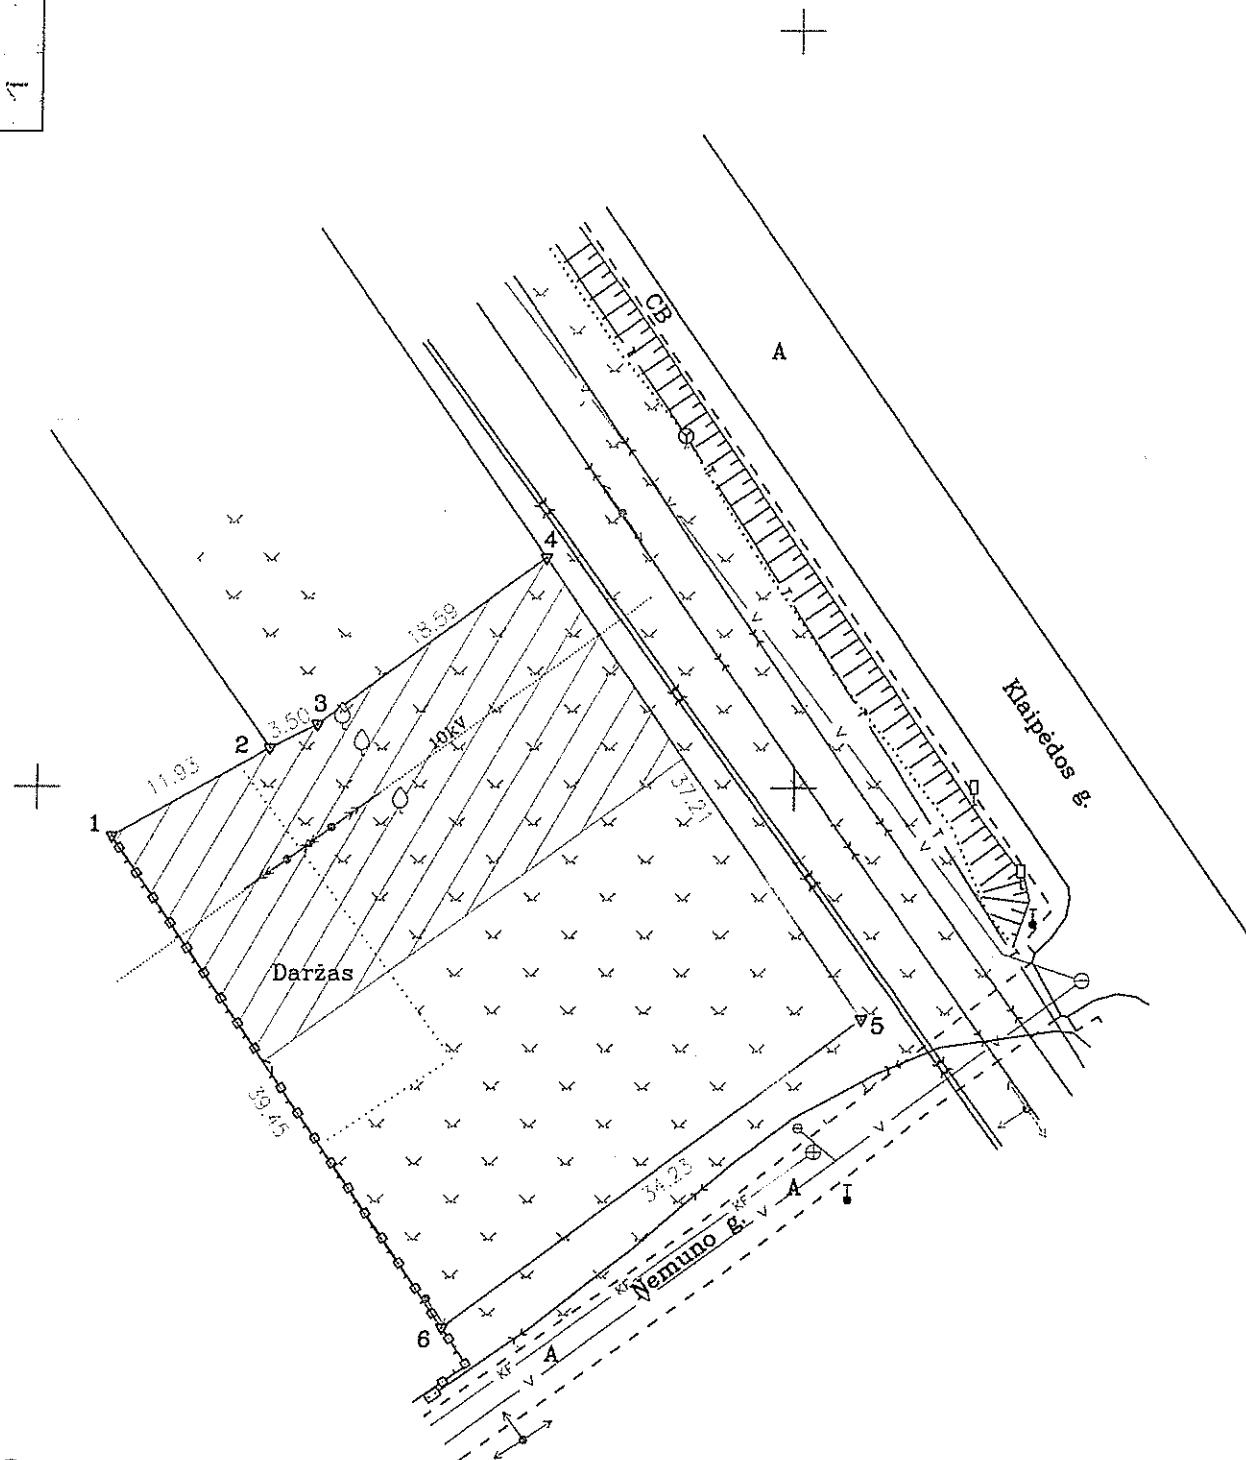 CB
A
4
18.59
3
3.50
2
10kV
11.93
1
Klaipėdos g.
37.21
Daržas
5
39.45
34.23
A
KF
Nemuno g.
KF
6
A
KF